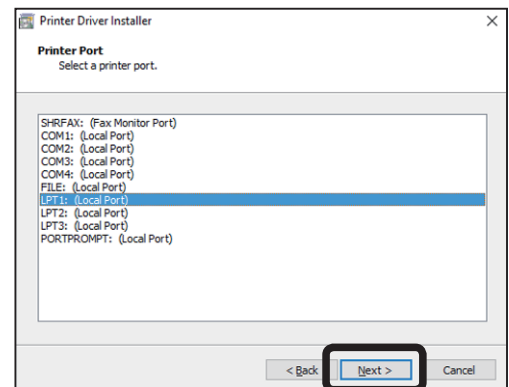 Printer Driver Installer
Printer Port
Select a printer port.
SHRFAX: (Fax Monitor Port)
COM1: (Local Port)
COM2: (Local Port)
COM3: (Local Port)
COM4: (Local Port)
FILE: (Local Port)
LPT1: (Local Port)
LPT2: (Local Port)
LPT3: (Local Port)
PORTPROMPT: (Local Port)
< Back Next > Cancel